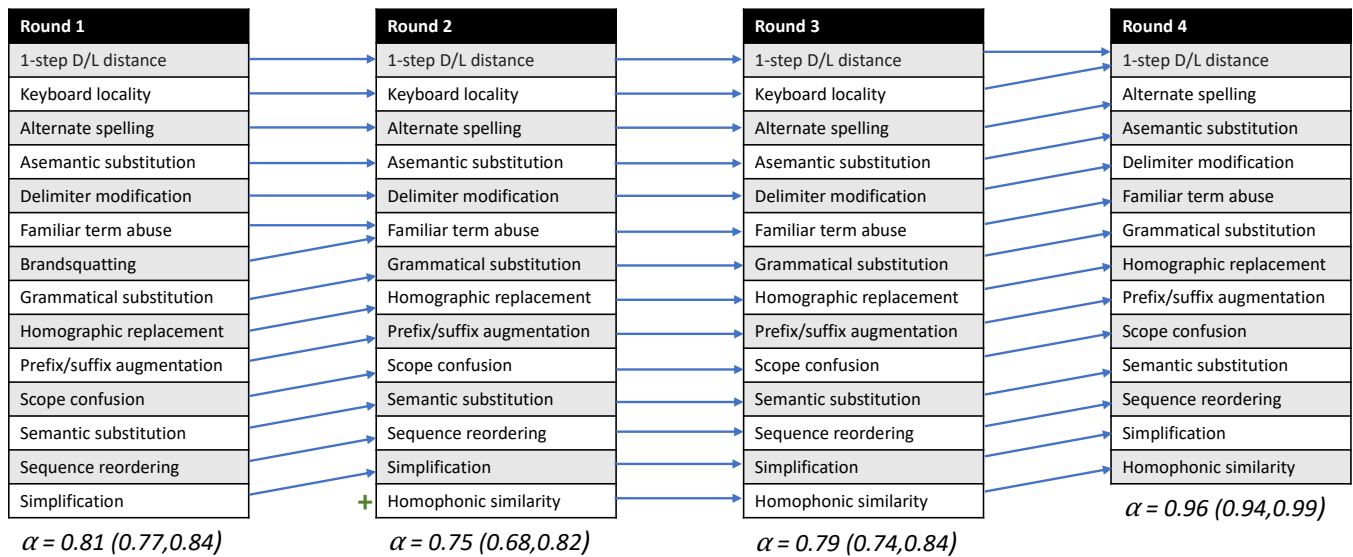 Round 1
1-step D/L distance
Keyboard locality
Alternate spelling
Asemantic substitution
Delimiter modification
Familiar term abuse
Brandsquatting
Grammatical substitution
Homographic replacement
Prefix/suffix augmentation
Scope confusion
Semantic substitution
Sequence reordering
Simplification
α = 0.81 (0.77,0.84)
Round 2
1-step D/L distance
Keyboard locality
Alternate spelling
Asemantic substitution
Delimiter modification
Familiar term abuse
Grammatical substitution
Homographic replacement
Prefix/suffix augmentation
Scope confusion
Semantic substitution
Sequence reordering
Simplification
+ Homophonic similarity
α = 0.75 (0.68,0.82)
Round 3
1-step D/L distance
Keyboard locality
Alternate spelling
Asemantic substitution
Delimiter modification
Familiar term abuse
Grammatical substitution
Homographic replacement
Prefix/suffix augmentation
Scope confusion
Semantic substitution
Sequence reordering
Simplification
Homophonic similarity
α = 0.79 (0.74,0.84)
Round 4
1-step D/L distance
Alternate spelling
Asemantic substitution
Delimiter modification
Familiar term abuse
Grammatical substitution
Homographic replacement
Prefix/suffix augmentation
Scope confusion
Semantic substitution
Sequence reordering
Simplification
Homophonic similarity
α = 0.96 (0.94,0.99)